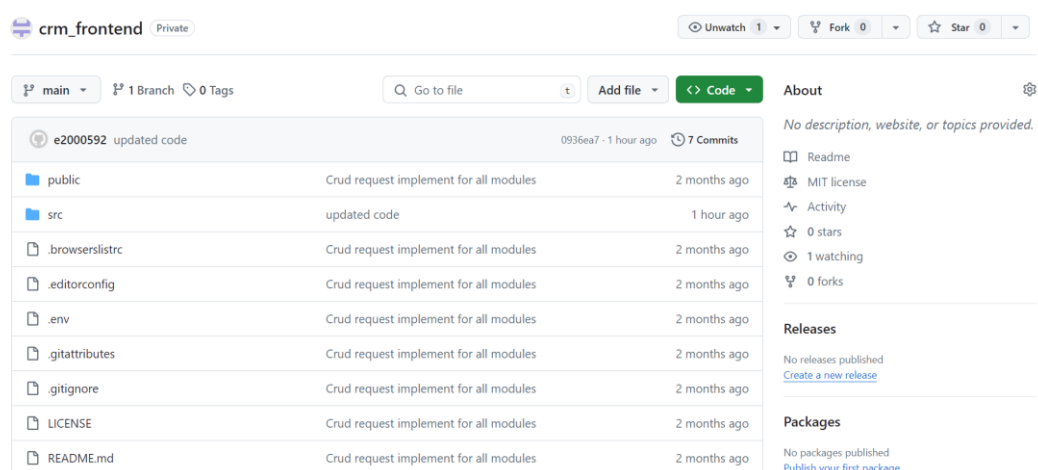 crm_frontend Private
Unwatch 1 Fork 0 Star 0
main 1 Branch 0 Tags Go to file t Add file Code
e2000592 updated code 0936ea7 · 1 hour ago 7 Commits
public Crud request implement for all modules 2 months ago
src updated code 1 hour ago
.browserslistrc Crud request implement for all modules 2 months ago
.editorconfig Crud request implement for all modules 2 months ago
.env Crud request implement for all modules 2 months ago
.gitattributes Crud request implement for all modules 2 months ago
.gitignore Crud request implement for all modules 2 months ago
LICENSE Crud request implement for all modules 2 months ago
README.md Crud request implement for all modules 2 months ago
About
No description, website, or topics provided.
Readme
MIT license
Activity
0 stars
1 watching
0 forks
Releases
No releases published
Create a new release
Packages
No packages published
Publish your first package